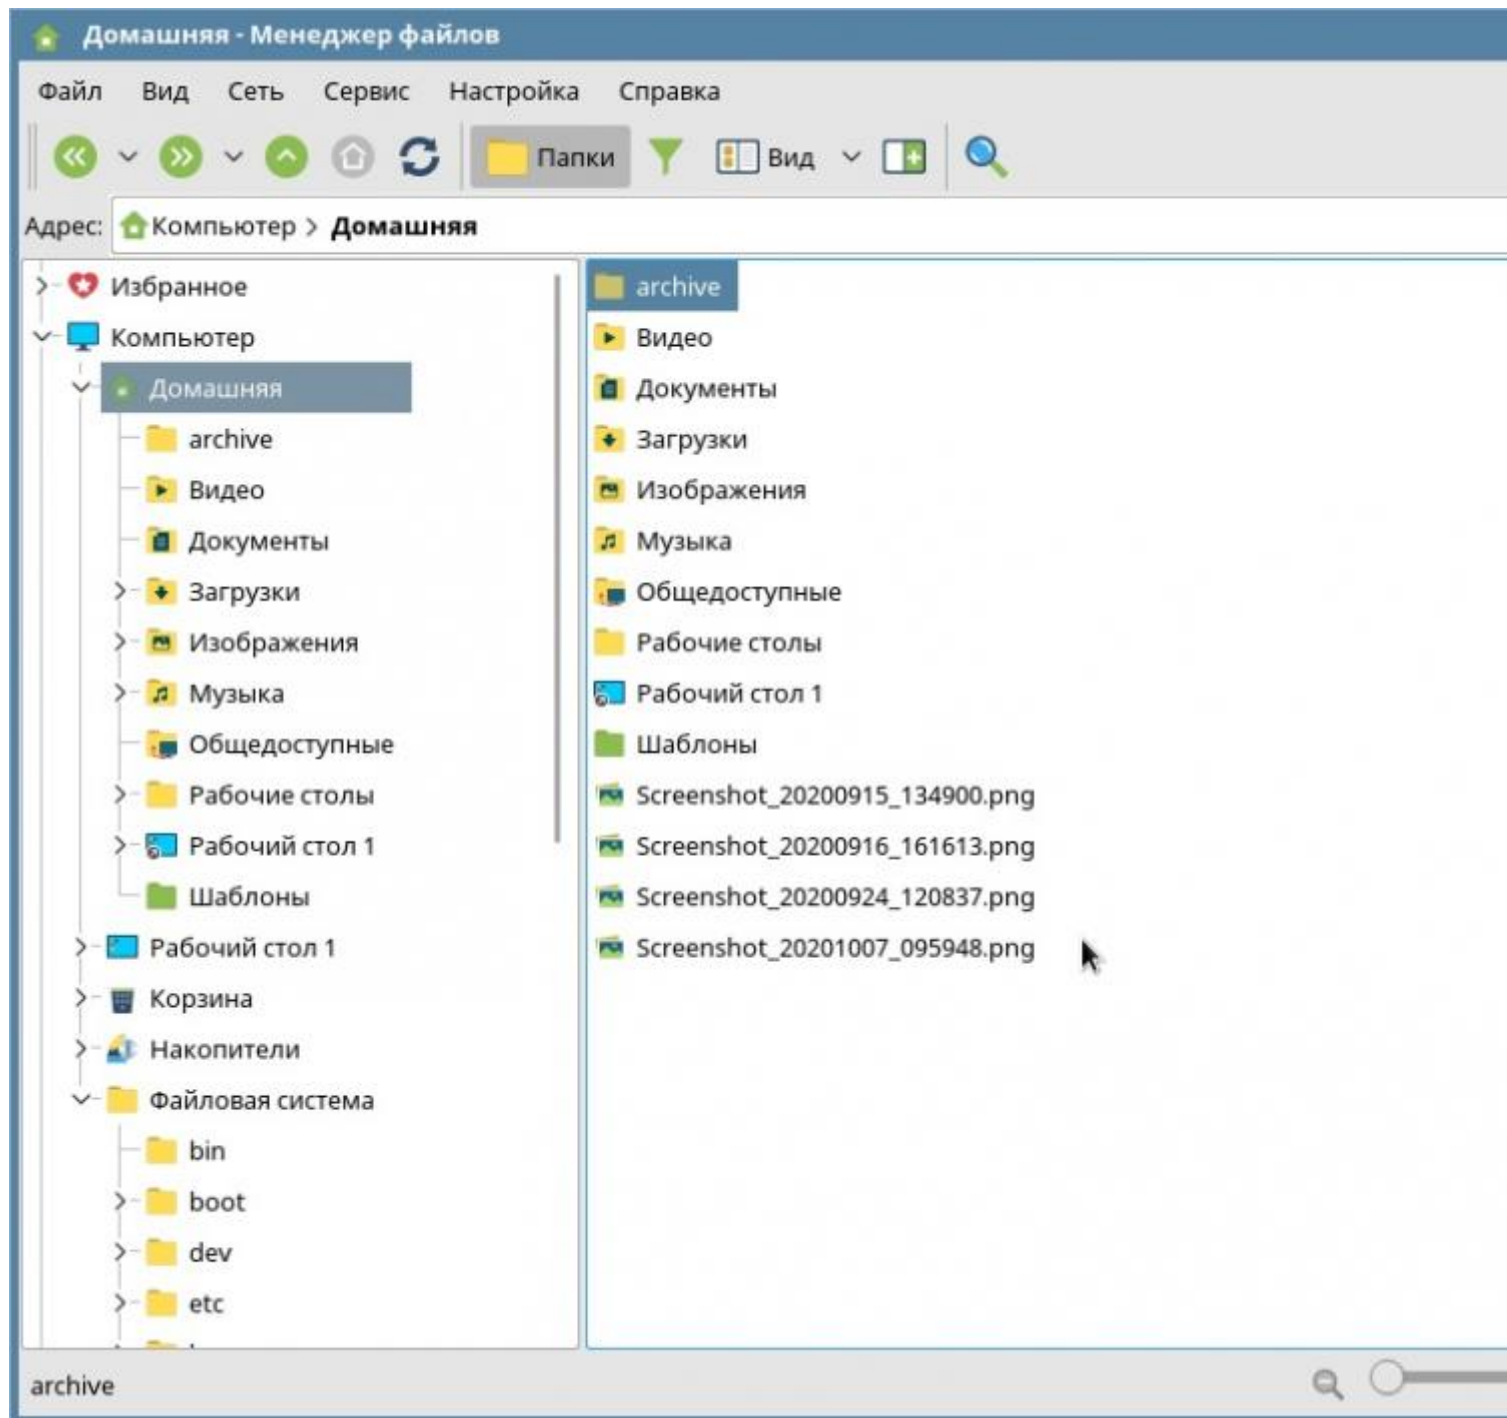 Домашняя - Менеджер файлов
Файл Вид Сеть Сервис Настройка Справка
Папки Вид
Адрес: Компьютер > Домашняя
Избранное
Компьютер
Домашняя
archive
Видео
Документы
Загрузки
Изображения
Музыка
Общедоступные
Рабочие столы
Рабочий стол 1
Шаблоны
Рабочий стол 1
Корзина
Накопители
Файловая система
bin
boot
dev
etc
archive
Видео
Документы
Загрузки
Изображения
Музыка
Общедоступные
Рабочие столы
Рабочий стол 1
Шаблоны
Screenshot_20200915_134900.png
Screenshot_20200916_161613.png
Screenshot_20200924_120837.png
Screenshot_20201007_095948.png
archive